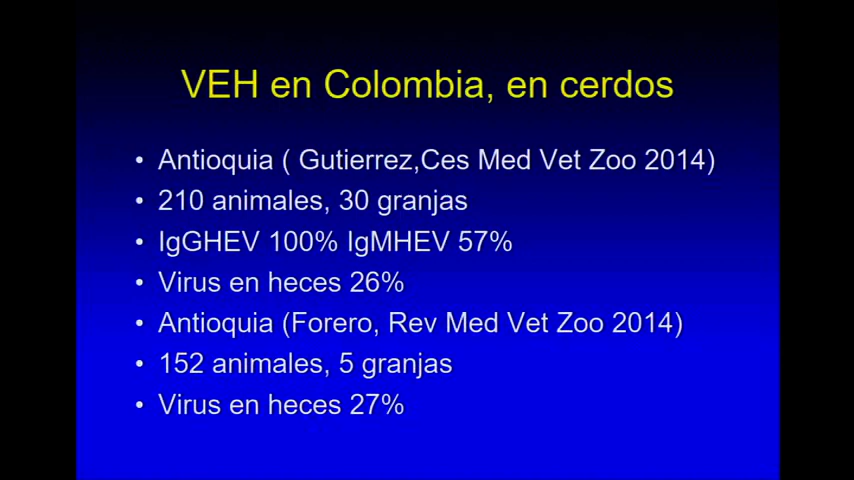 VEH en Colombia, en cerdos
• Antioquia ( Gutierrez,Ces Med Vet Zoo 2014)
• 210 animales, 30 granjas
• IgGHEV 100% IgMHEV 57%
• Virus en heces 26%
• Antioquia (Forero, Rev Med Vet Zoo 2014)
• 152 animales, 5 granjas
• Virus en heces 27%